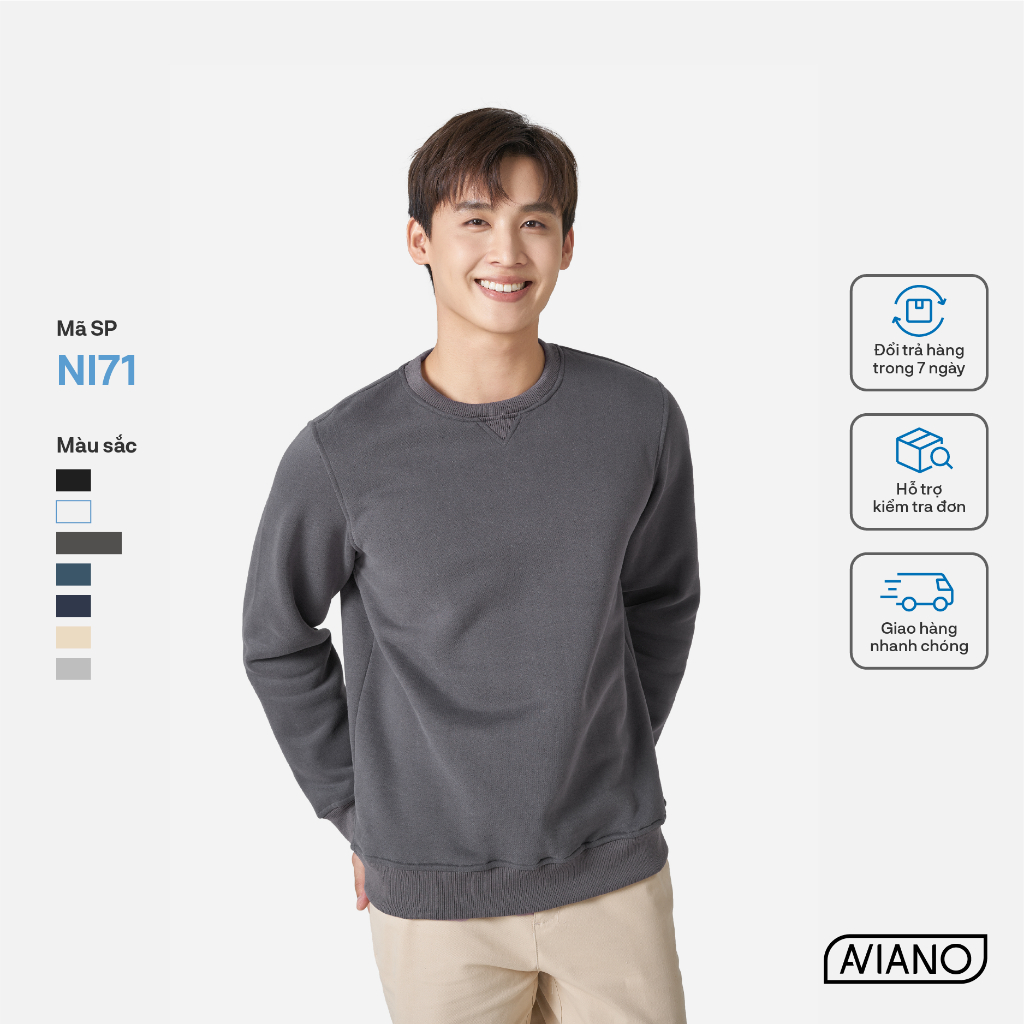 Mã SP
NI71
Màu sắc
Đổi trả hàng
trong 7 ngày
Hỗ trợ
kiểm tra đơn
Giao hàng
nhanh chóng
AVIANO